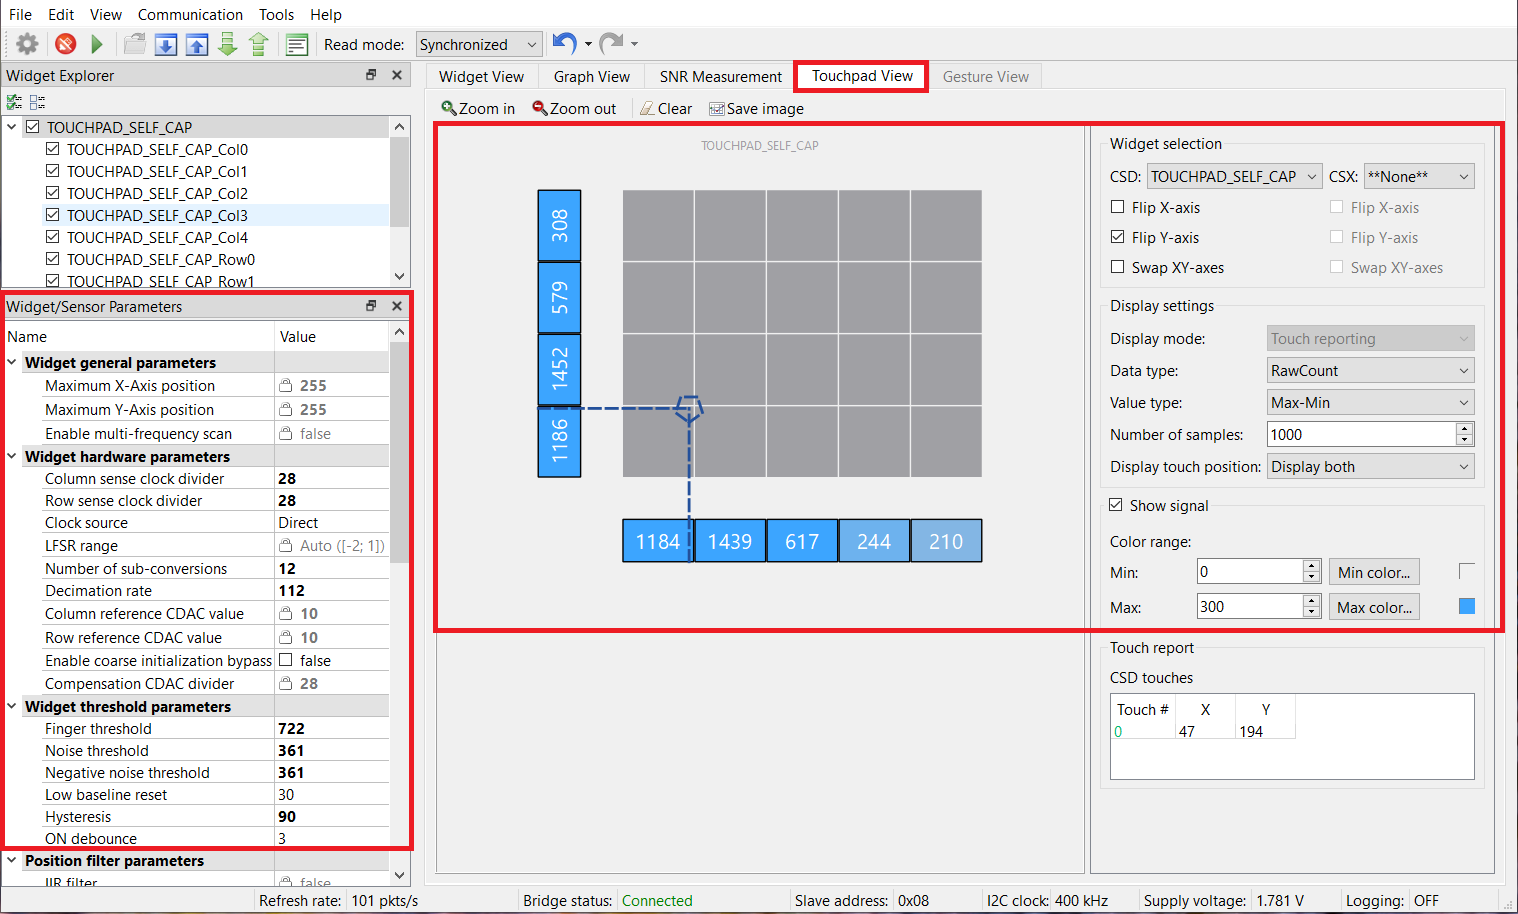 File Edit View Communication Tools Help
Read mode: Synchronized
Widget Explorer
TOUCHPAD_SELF_CAP
TOUCHPAD_SELF_CAP_Col0
TOUCHPAD_SELF_CAP_Col1
TOUCHPAD_SELF_CAP_Col2
TOUCHPAD_SELF_CAP_Col3
TOUCHPAD_SELF_CAP_Col4
TOUCHPAD_SELF_CAP_Row0
TOUCHPAD_SELF_CAP_Row1
Widget/Sensor Parameters
Name Value
Widget general parameters
Maximum X-Axis position 255
Maximum Y-Axis position 255
Enable multi-frequency scan false
Widget hardware parameters
Column sense clock divider 28
Row sense clock divider 28
Clock source Direct
LFSR range Auto ([-2; 1])
Number of sub-conversions 12
Decimation rate 112
Column reference CDAC value 10
Row reference CDAC value 10
Enable coarse initialization bypass false
Compensation CDAC divider 28
Widget threshold parameters
Finger threshold 722
Noise threshold 361
Negative noise threshold 361
Low baseline reset 30
Hysteresis 90
ON debounce 3
Position filter parameters
IIR filter false
Widget View Graph View SNR Measurement Touchpad View Gesture View
Zoom in Zoom out Clear Save image
TOUCHPAD_SELF_CAP
308
579
1452
1186
1184 1439 617 244 210
Widget selection
CSD: TOUCHPAD_SELF_CAP CSX: **None**
Flip X-axis Flip X-axis
Flip Y-axis Flip Y-axis
Swap XY-axes Swap XY-axes
Display settings
Display mode: Touch reporting
Data type: RawCount
Value type: Max-Min
Number of samples: 1000
Display touch position: Display both
Show signal
Color range:
Min: 0 Min color...
Max: 300 Max color...
Touch report
CSD touches
Touch # X Y
0 47 194
Refresh rate: 101 pkts/s Bridge status: Connected Slave address: 0x08 I2C clock: 400 kHz Supply voltage: 1.781 V Logging: OFF